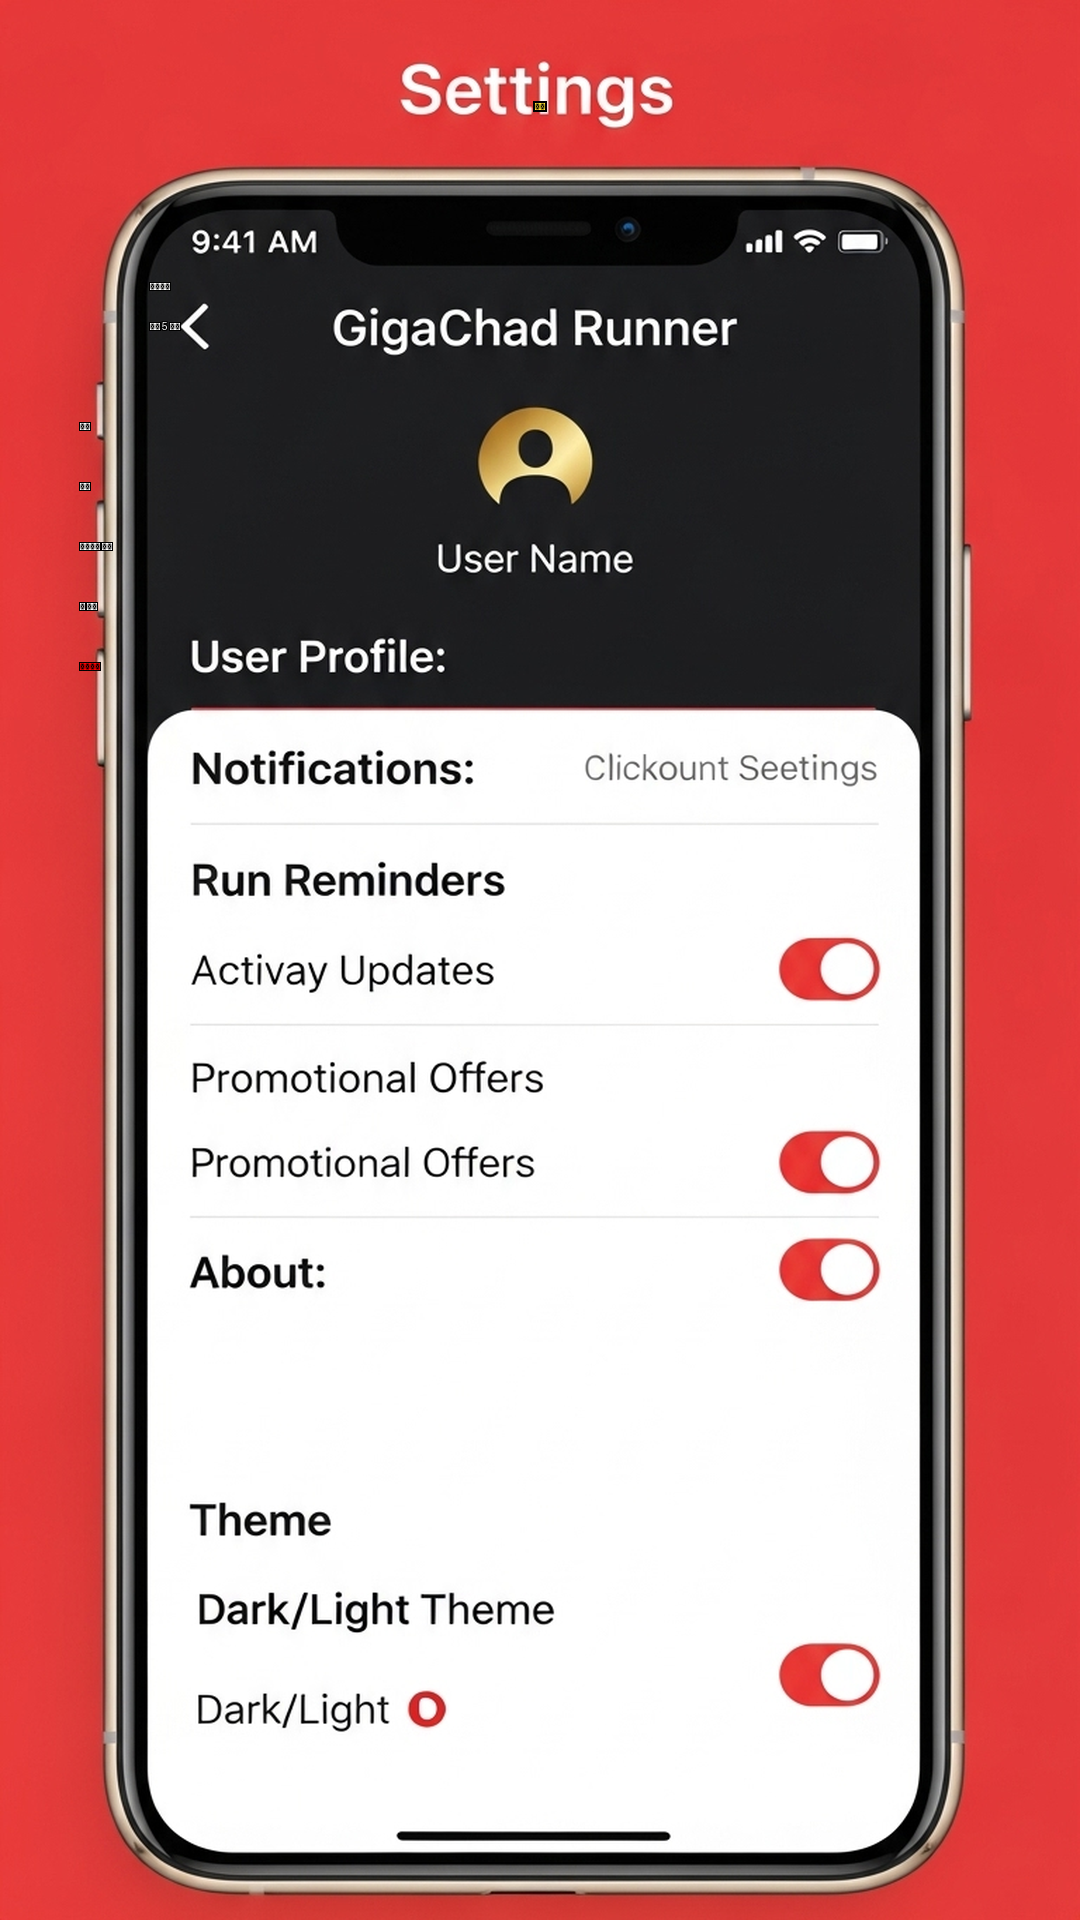 Settings
9:41 AM
GigaChad Runner
User Name
User Profile:
Notifications:
Clickount Seetings
Run Reminders
Activay Updates
Promotional Offers
Promotional Offers
About:
Theme
Dark/Light Theme
Dark/Light